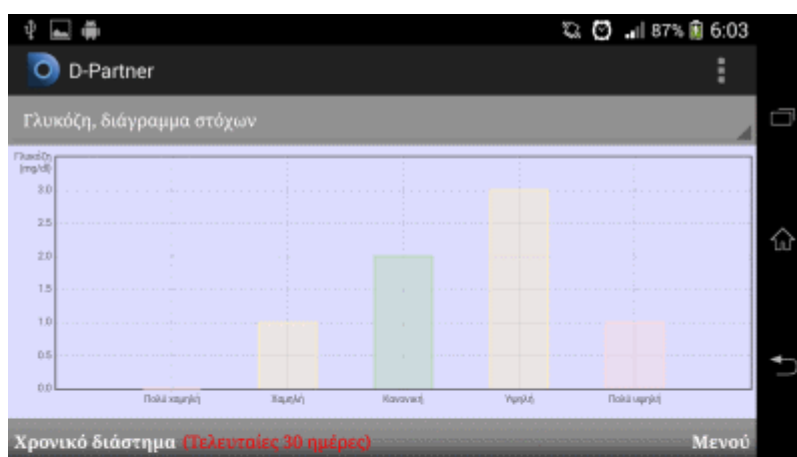 87% 6:03
D-Partner
Γλυκόζη, διάγραμμα στόχων
Γλυκόζη
(mg/dl)
3.0
2.5
2.0
1.5
1.0
0.5
0.0
Πολύ χαμηλή Χαμηλή Κανονική Υψηλή Πολύ υψηλή
Χρονικό διάστημα (Τελευταίες 30 ημέρες) Μενού